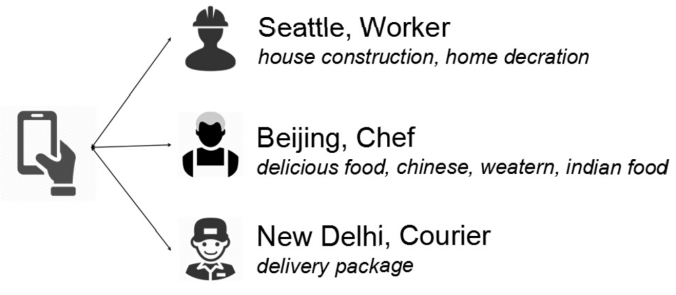 Seattle, Worker
house construction, home decration
Beijing, Chef
delicious food, chinese, weatern, indian food
New Delhi, Courier
delivery package